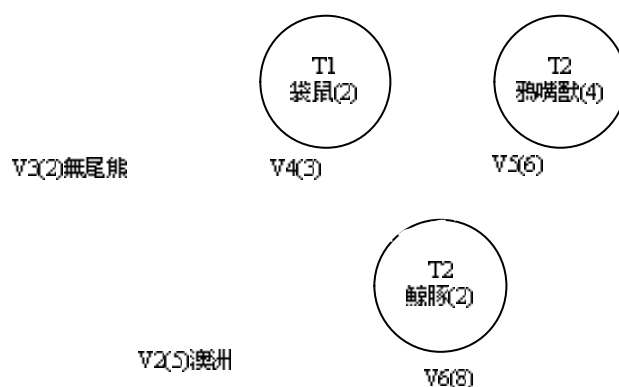 T1
袋鼠(2)
T2
鴨嘴獸(4)
V3(2)無尾熊
V4(3)
V5(6)
T2
鯨豚(2)
V2(5)澳洲
V6(8)